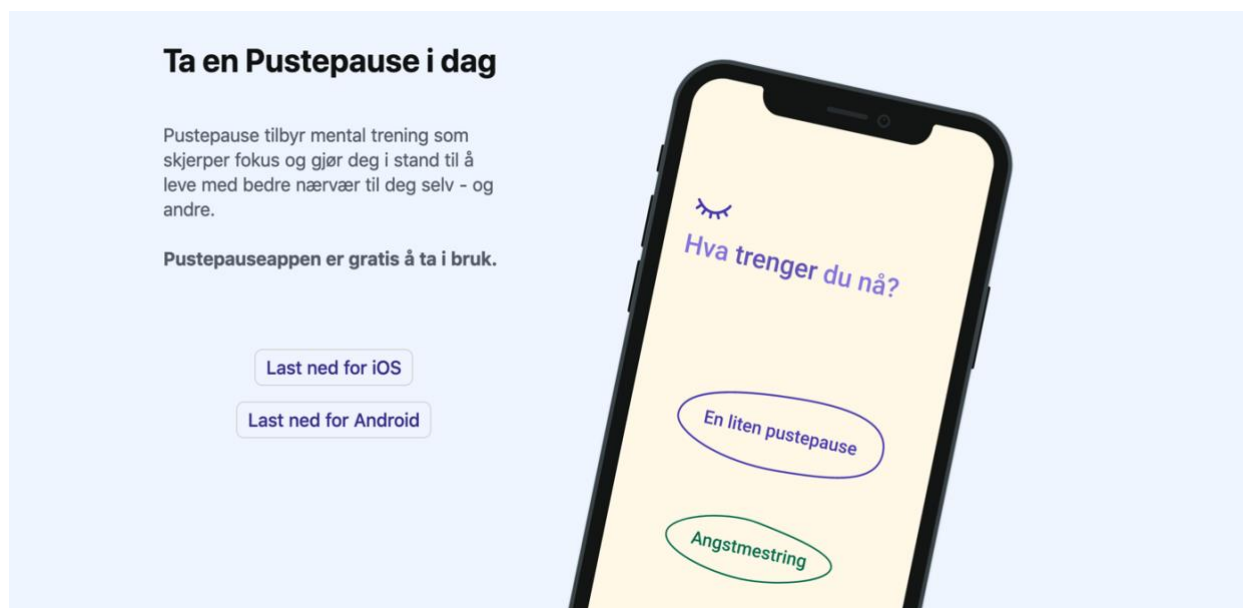 Ta en Pustepause i dag
Pustepause tilbyr mental trening som
skjerper fokus og gjør deg i stand til å
leve med bedre nærvær til deg selv - og
andre.
Pustepauseappen er gratis å ta i bruk.
Last ned for iOS
Last ned for Android
Hva trenger du nå?
En liten pustepause
Angstmestring